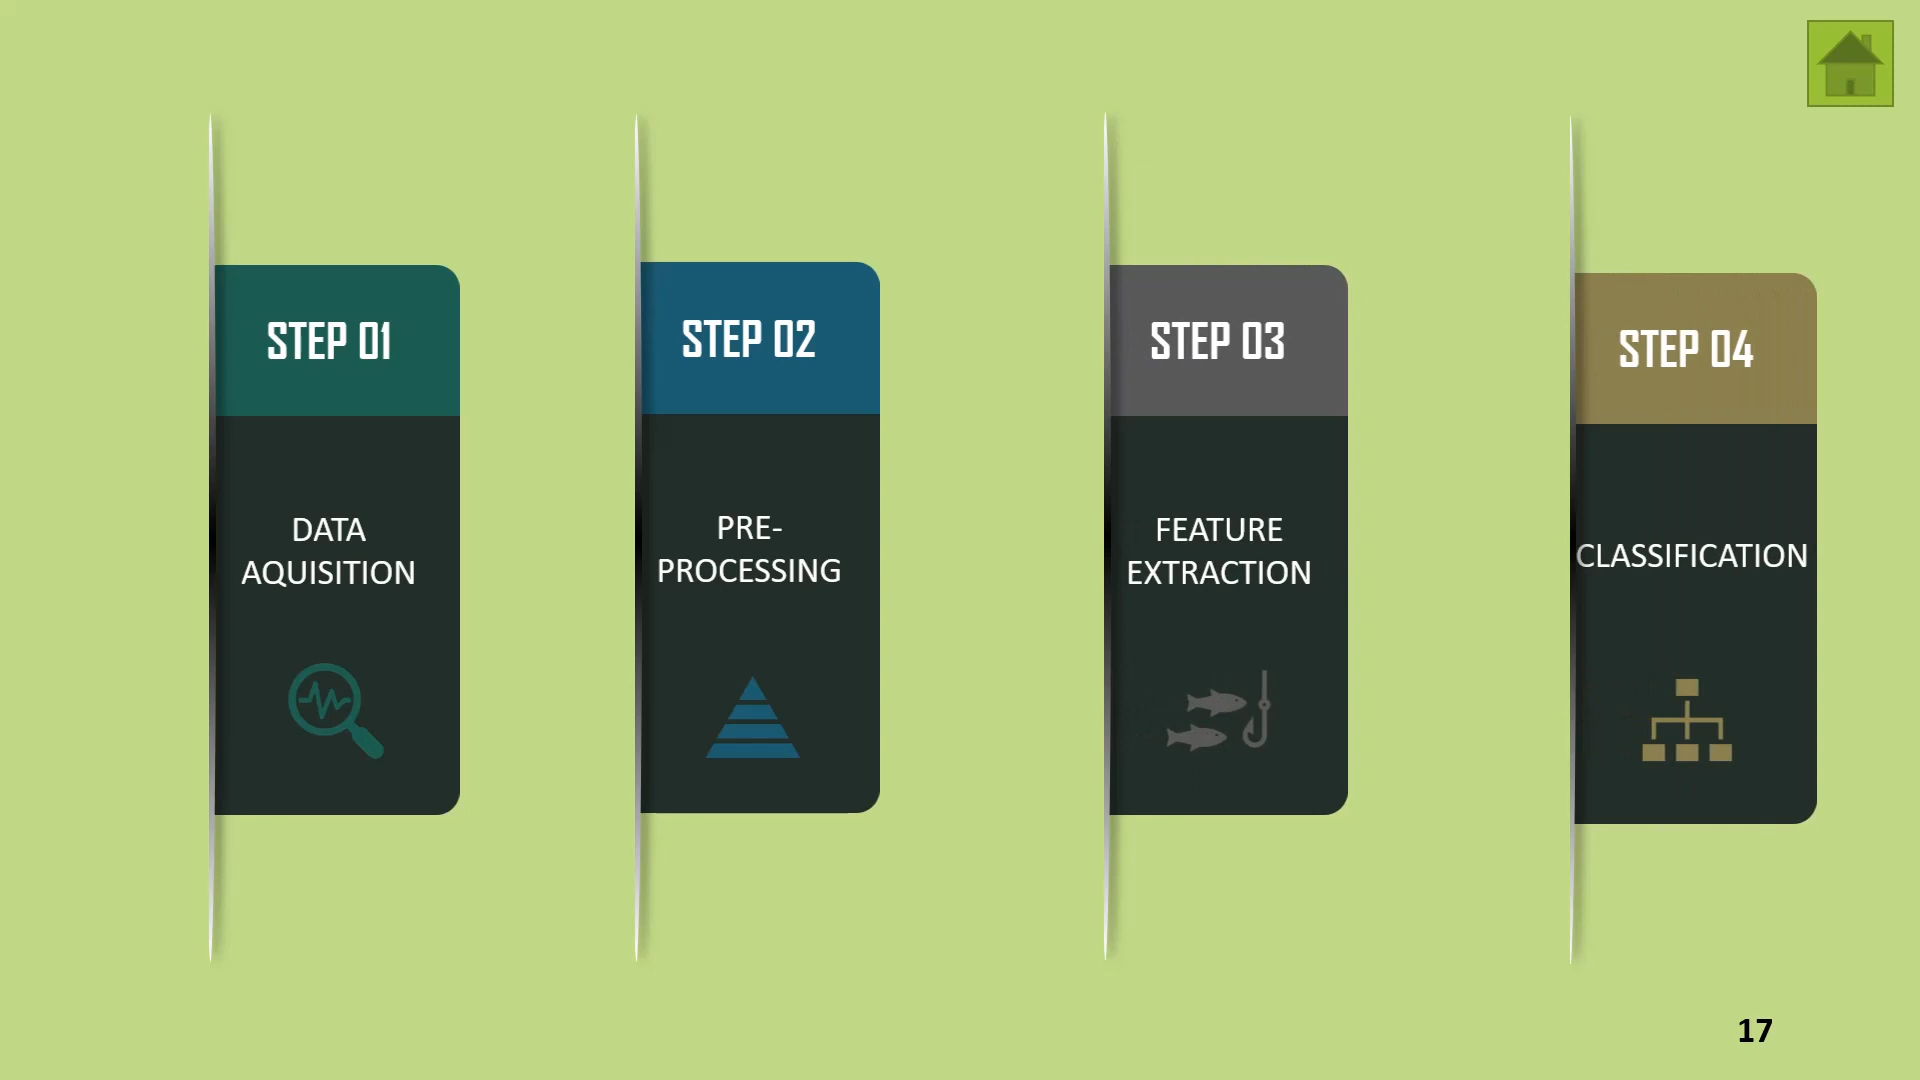 STEP 01
DATA
AQUISITION
STEP 02
PRE-
PROCESSING
STEP 03
FEATURE
EXTRACTION
STEP 04
CLASSIFICATION
17